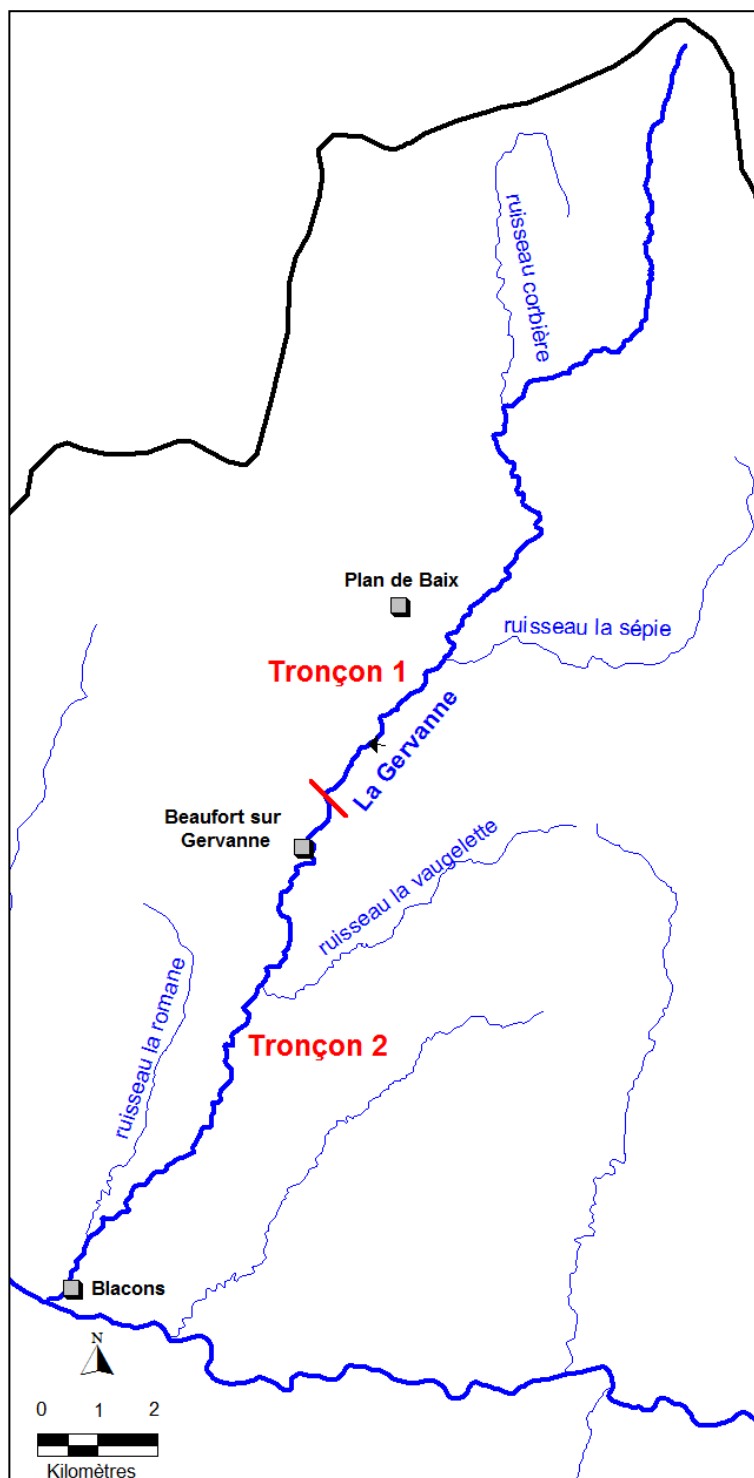 ruisseau corbière
Plan de Baix
ruisseau la sépie
Tronçon 1
La Gervanne
Beaufort sur
Gervanne
ruisseau la vaugelette
ruisseau la romane
Tronçon 2
Blacons
N
0 1 2
Kilomètres